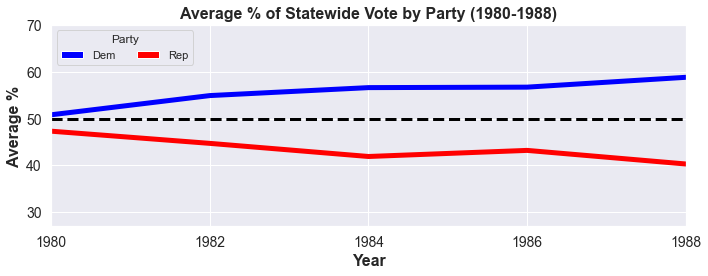 Average % of Statewide Vote by Party (1980-1988)
70
60
50
40
30
Average %
Party
Dem Rep
1980 1982 1984 1986 1988
Year